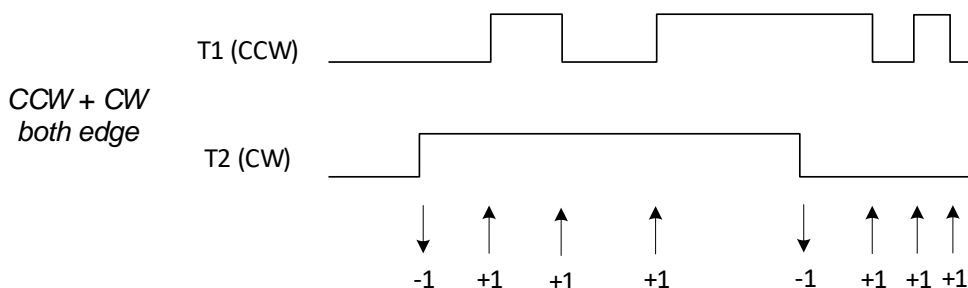 T1 (CCW)
CCW + CW
both edge
T2 (CW)
-1 +1 +1 +1 -1 +1 +1 +1